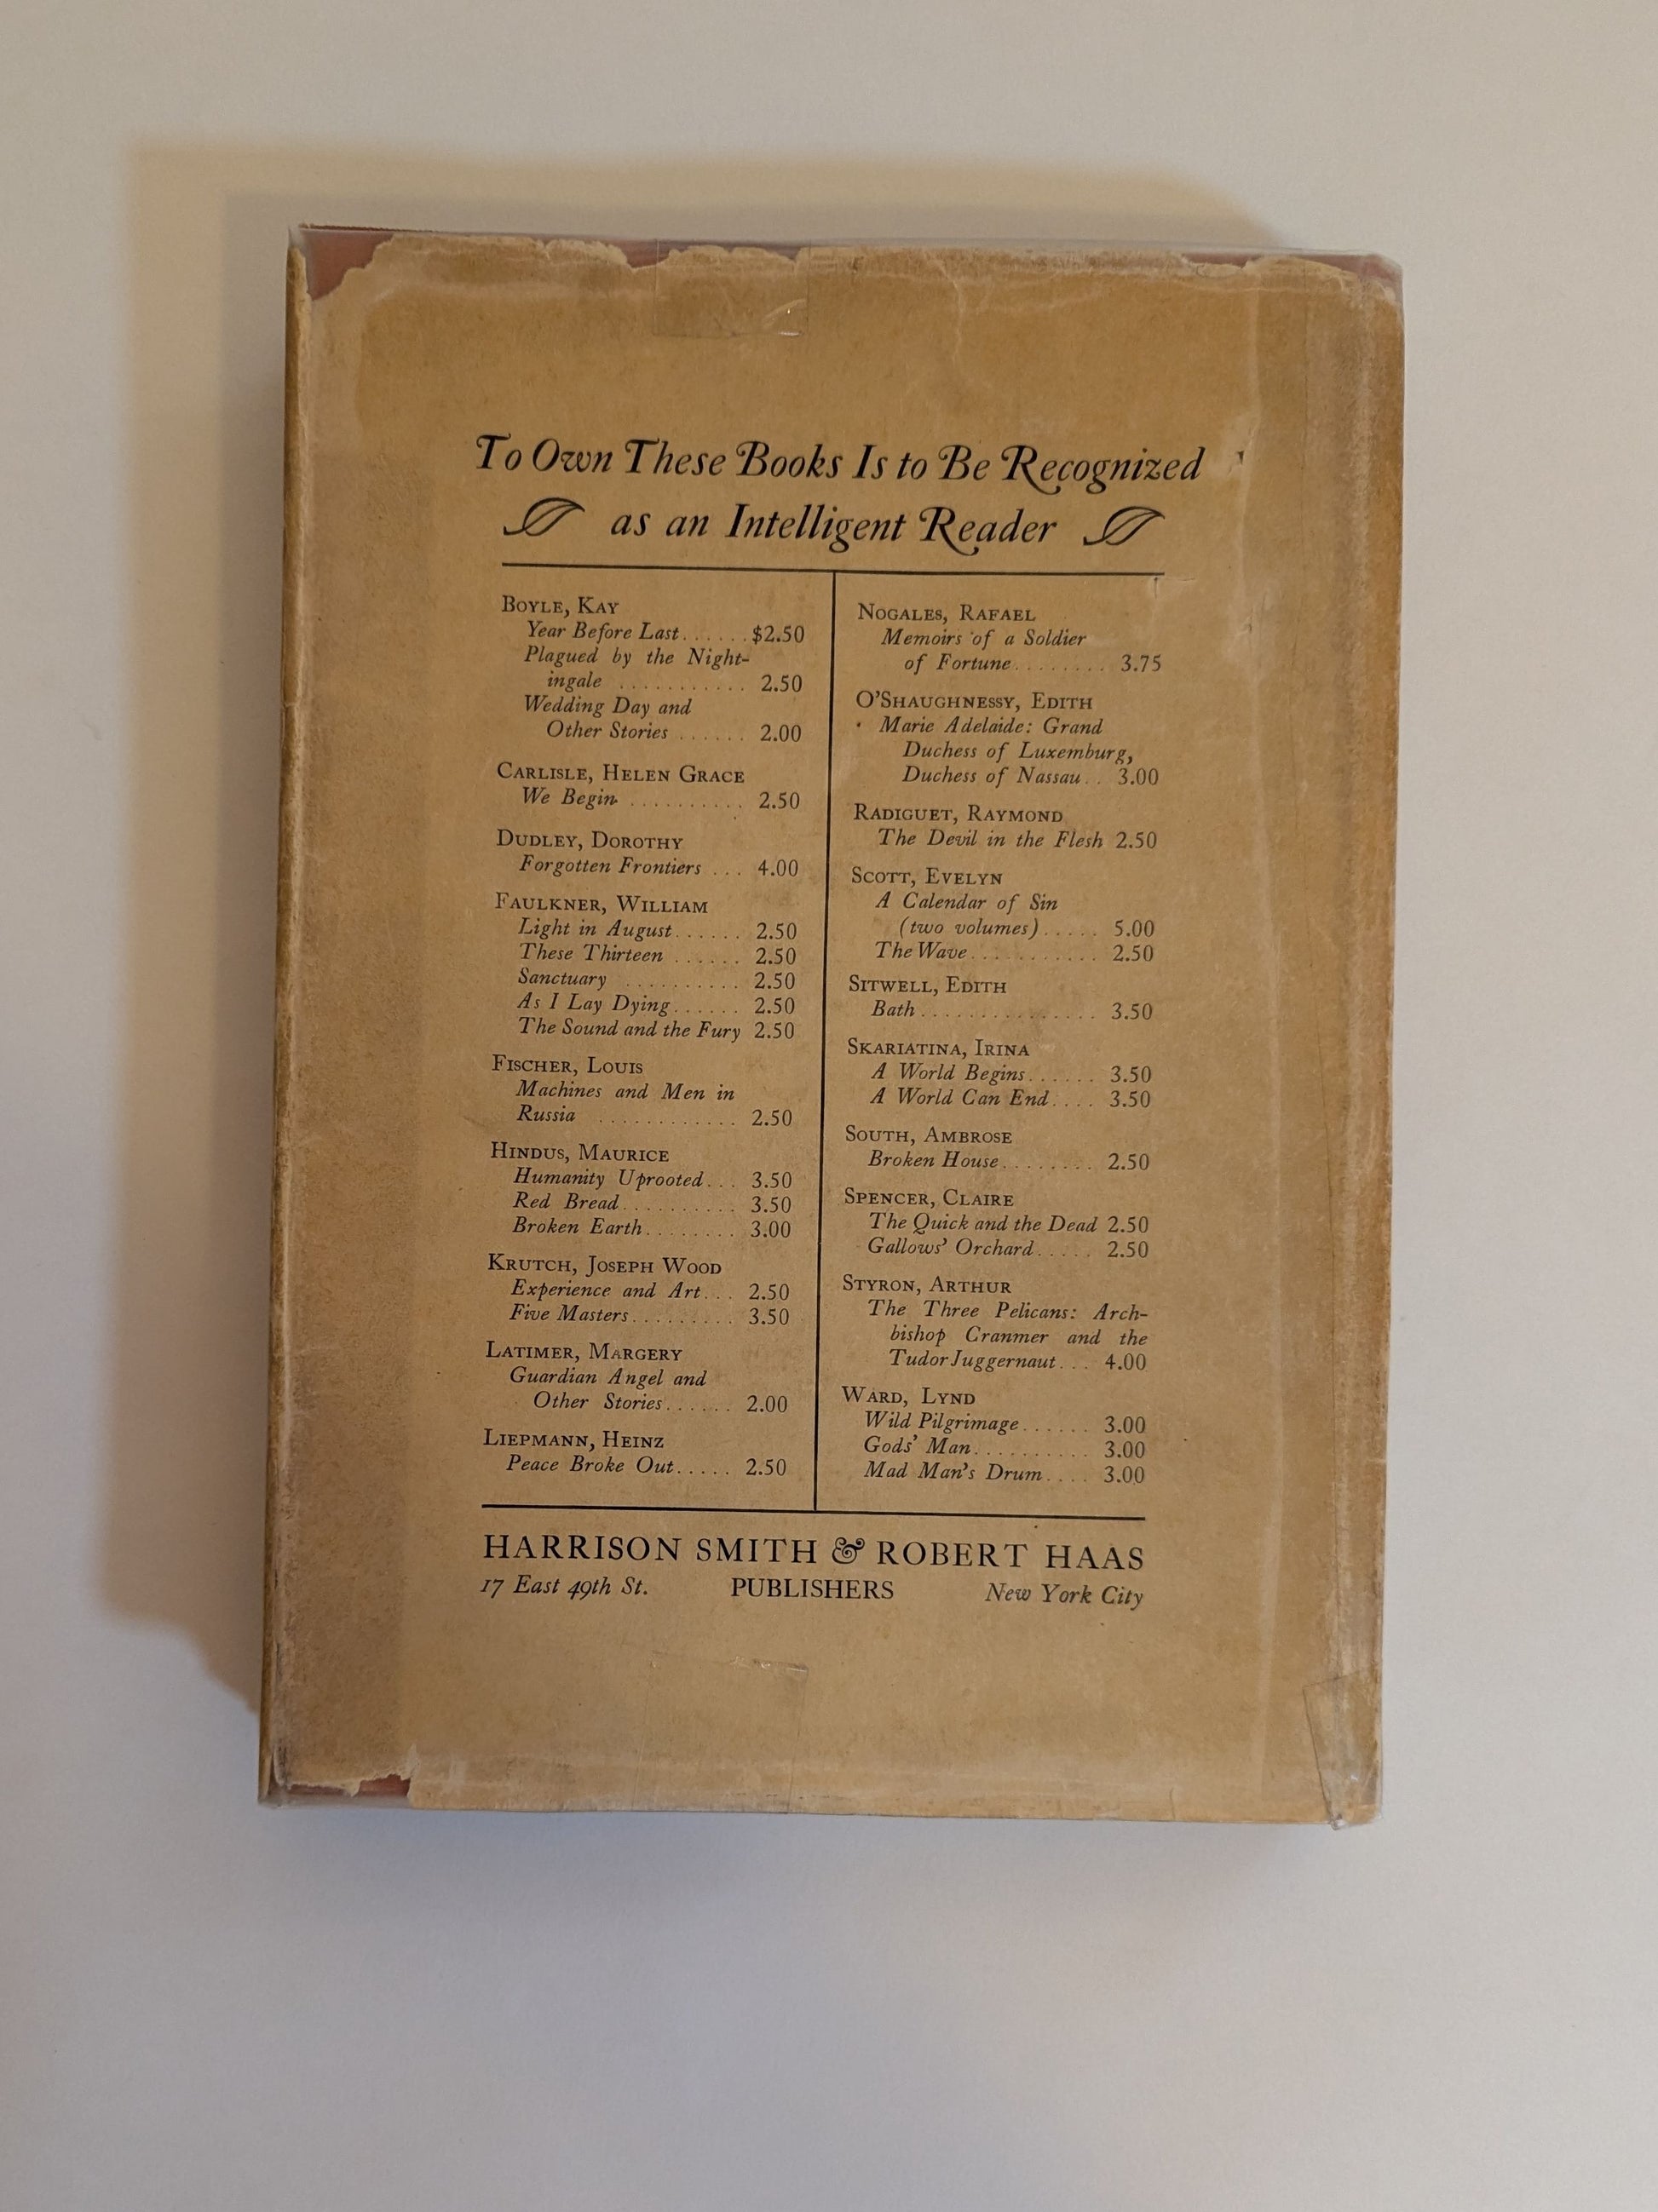 To Own These Books Is to Be Recognized
as an Intelligent Reader
BOYLE, KAY
Year Before Last......$2.50
Plagued by the Night-
ingale ........... 2.50
Wedding Day and
Other Stories ...... 2.00
CARLISLE, HELEN GRACE
We Begin .......... 2.50
DUDLEY, DOROTHY
Forgotten Frontiers ... 4.00
FAULKNER, WILLIAM
Light in August...... 2.50
These Thirteen ...... 2.50
Sanctuary .......... 2.50
As I Lay Dying...... 2.50
The Sound and the Fury 2.50
FISCHER, LOUIS
Machines and Men in
Russia ............ 2.50
HINDUS, MAURICE
Humanity Uprooted... 3.50
Red Bread.......... 3.50
Broken Earth........ 3.00
KRUTCH, JOSEPH WOOD
Experience and Art... 2.50
Five Masters......... 3.50
LATIMER, MARGERY
Guardian Angel and
Other Stories...... 2.00
LIEPMANN, HEINZ
Peace Broke Out..... 2.50
NOGALES, RAFAEL
Memoirs of a Soldier
of Fortune........ 3.75
O'SHAUGHNESSY, EDITH
Marie Adelaide: Grand
Duchess of Luxemburg,
Duchess of Nassau.. 3.00
RADIGUET, RAYMOND
The Devil in the Flesh 2.50
SCOTT, EVELYN
A Calendar of Sin
(two volumes)..... 5.00
The Wave........... 2.50
SITWELL, EDITH
Bath............... 3.50
SKARIATINA, IRINA
A World Begins...... 3.50
A World Can End.... 3.50
SOUTH, AMBROSE
Broken House........ 2.50
SPENCER, CLAIRE
The Quick and the Dead 2.50
Gallows' Orchard..... 2.50
STYRON, ARTHUR
The Three Pelicans: Arch-
bishop Cranmer and the
Tudor Juggernaut... 4.00
WARD, LYND
Wild Pilgrimage...... 3.00
Gods' Man.......... 3.00
Mad Man's Drum.... 3.00
HARRISON SMITH & ROBERT HAAS
17 East 49th St. PUBLISHERS New York City